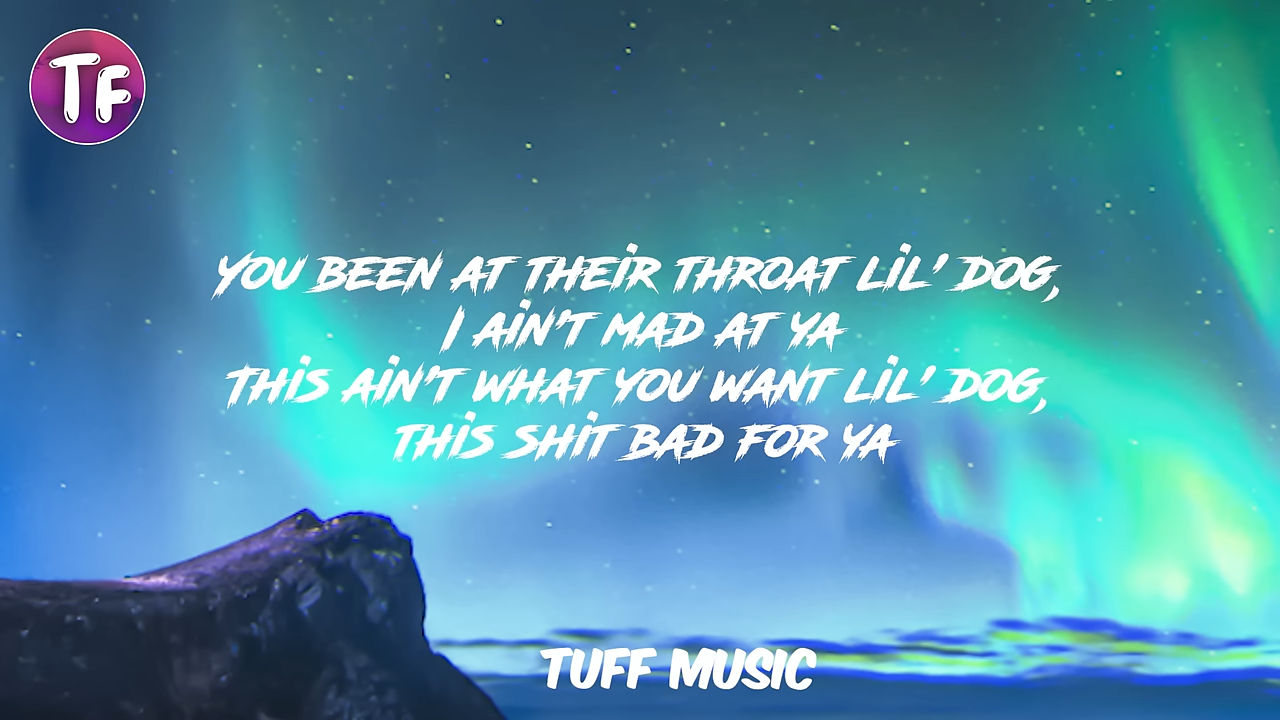 TF
YOU BEEN AT THEIR THROAT LIL' DOG,
I AIN'T MAD AT YA
THIS AIN'T WHAT YOU WANT LIL' DOG,
THIS SHIT BAD FOR YA
TUFF MUSIC